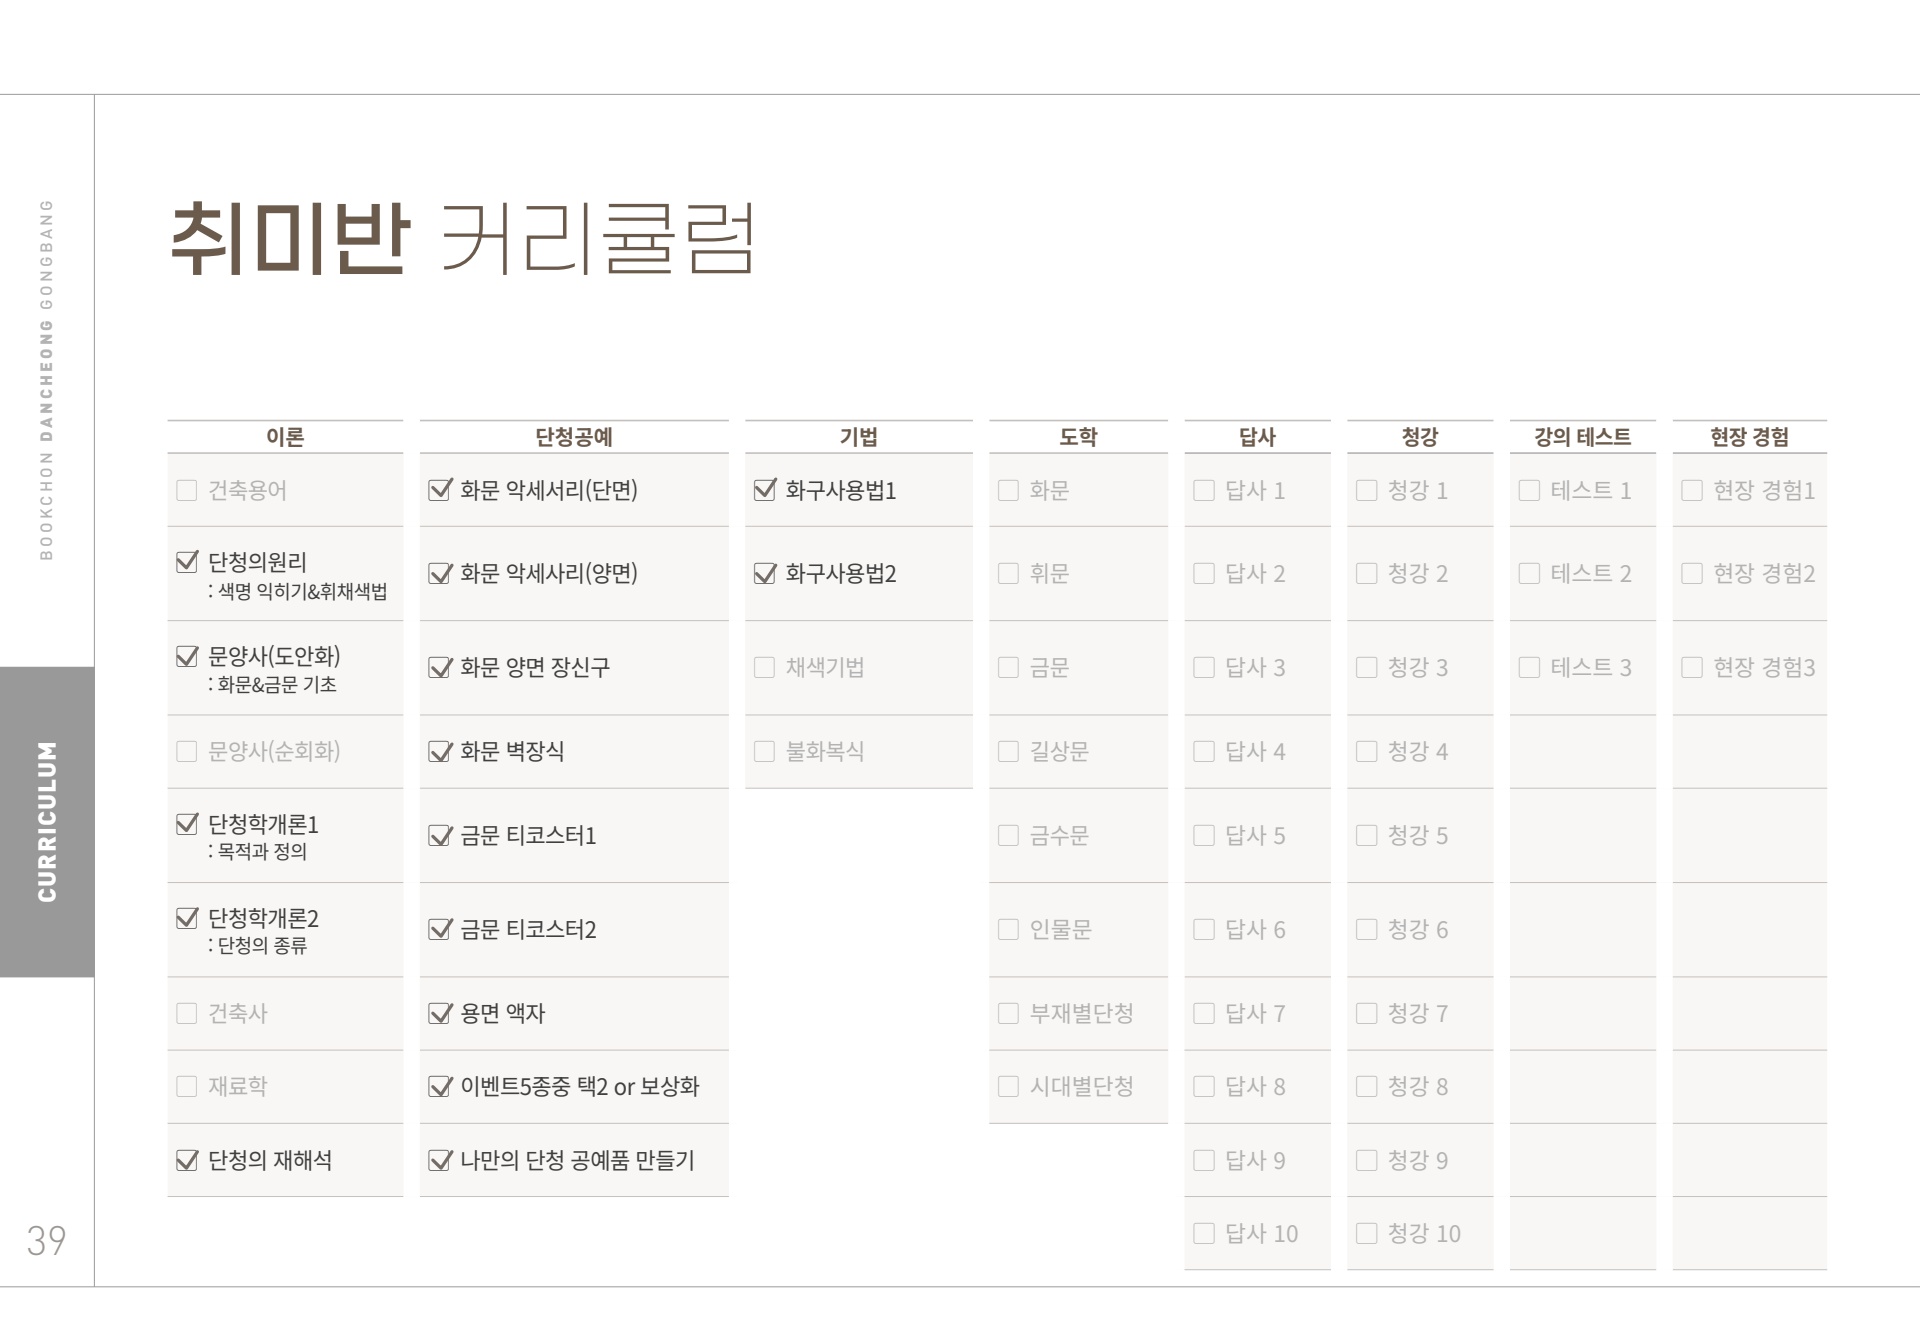 취미반 커리큘럼
BOOKCHON DANCHEONG GONGBANG
CURRICULUM
39
이론
건축용어
단청의원리
: 색명 익히기&휘채색법
문양사(도안화)
: 화문&금문 기초
문양사(순회화)
단청학개론1
: 목적과 정의
단청학개론2
: 단청의 종류
건축사
재료학
단청의 재해석
단청공예
화문 악세서리(단면)
화문 악세사리(양면)
화문 양면 장신구
화문 벽장식
금문 티코스터1
금문 티코스터2
용면 액자
이벤트5종중 택2 or 보상화
나만의 단청 공예품 만들기
기법
화구사용법1
화구사용법2
채색기법
불화복식
도학
화문
휘문
금문
길상문
금수문
인물문
부재별단청
시대별단청
답사
답사 1
답사 2
답사 3
답사 4
답사 5
답사 6
답사 7
답사 8
답사 9
답사 10
청강
청강 1
청강 2
청강 3
청강 4
청강 5
청강 6
청강 7
청강 8
청강 9
청강 10
강의 테스트
테스트 1
테스트 2
테스트 3
현장 경험
현장 경험1
현장 경험2
현장 경험3